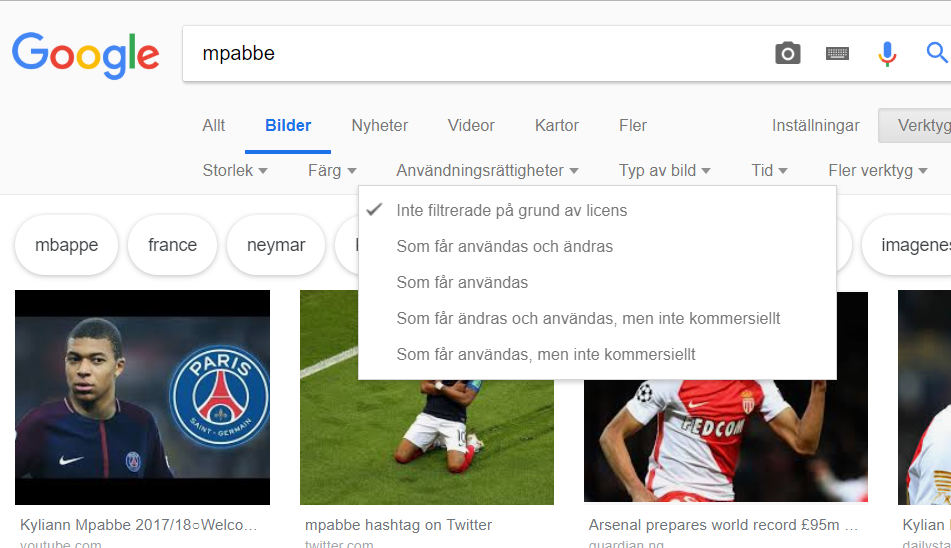 Google
mpabbe
Allt Bilder Nyheter Videor Kartor Fler Inställningar Verktyg
Storlek Färg Användningsrättigheter Typ av bild Tid Fler verktyg
Inte filtrerade på grund av licens
Som får användas och ändras
Som får användas
Som får ändras och användas, men inte kommersiellt
Som får användas, men inte kommersiellt
mbappe france neymar imagenes
PARIS
SAINT-GERMAIN
10
FEDCOM
Kyliann Mpabbe 2017/18○Welco... mpabbe hashtag on Twitter Arsenal prepares world record £95m ... Kylian
youtube.com twitter.com guardian.ng dailysta